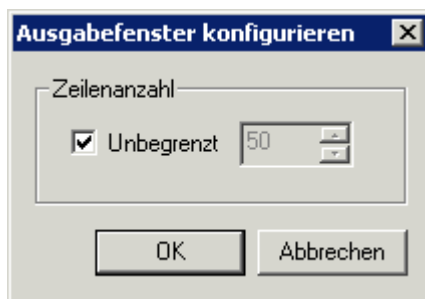 Ausgabefenster konfigurieren
Zeilenanzahl
Unbegrenzt 50
OK Abbrechen